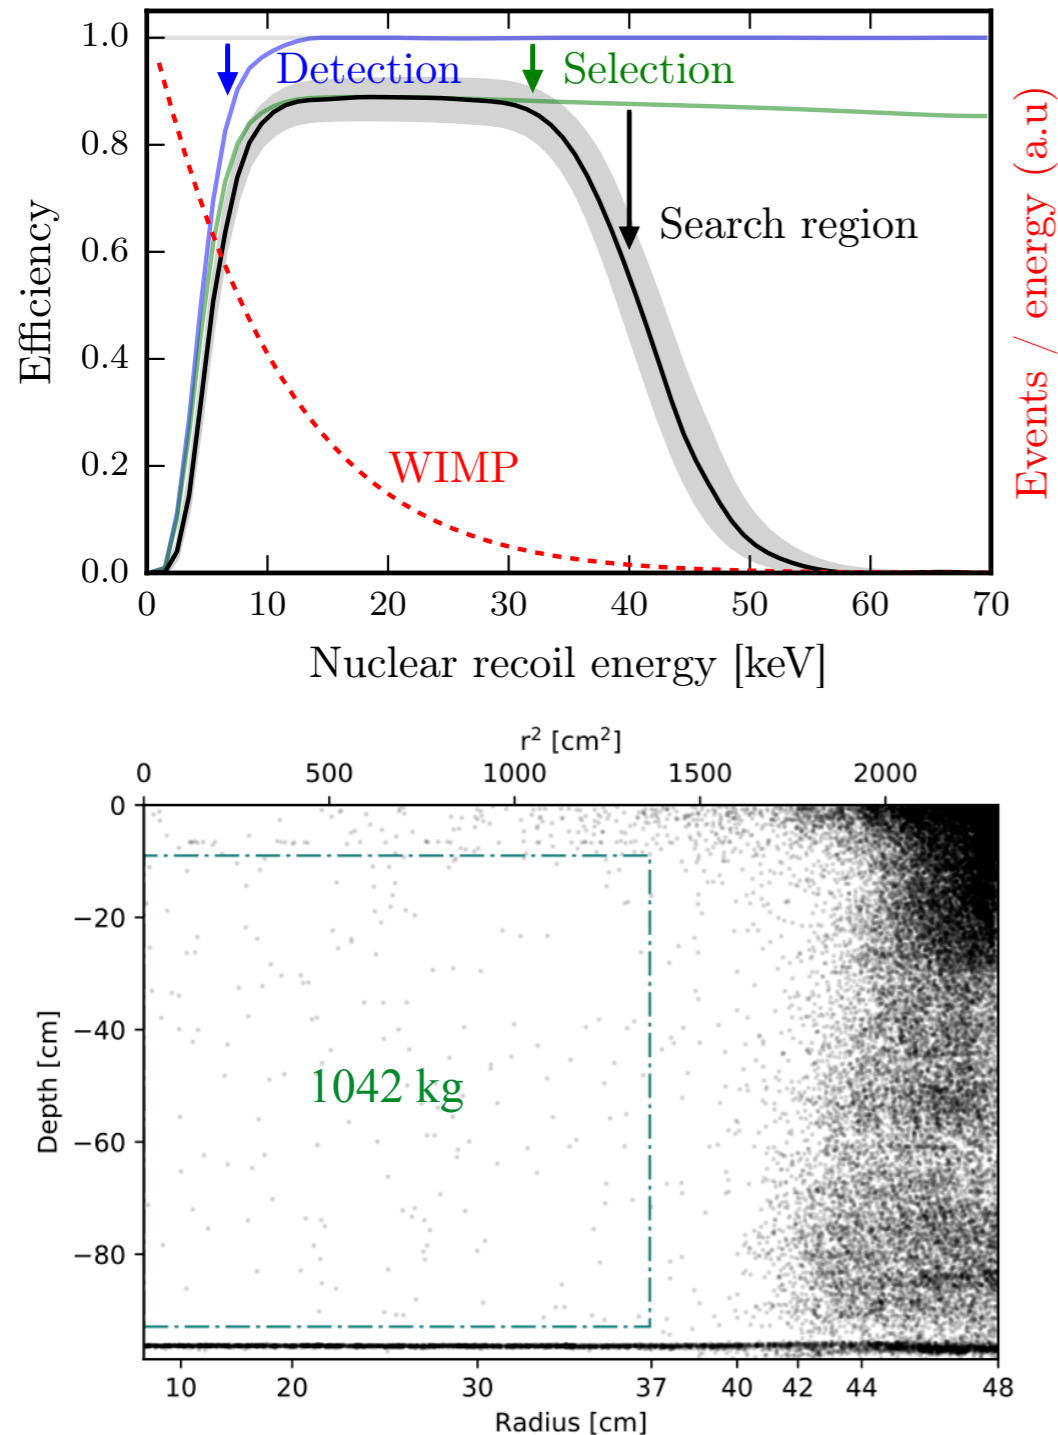 1.0
0.8
0.6
0.4
0.2
0.0
Efficiency
Detection
Selection
Search region
WIMP
Events / energy (a.u)
0 10 20 30 40 50 60 70
Nuclear recoil energy [keV]
r² [cm²]
0 500 1000 1500 2000
0
−20
−40
−60
−80
Depth [cm]
1042 kg
10 20 30 37 40 42 44 48
Radius [cm]